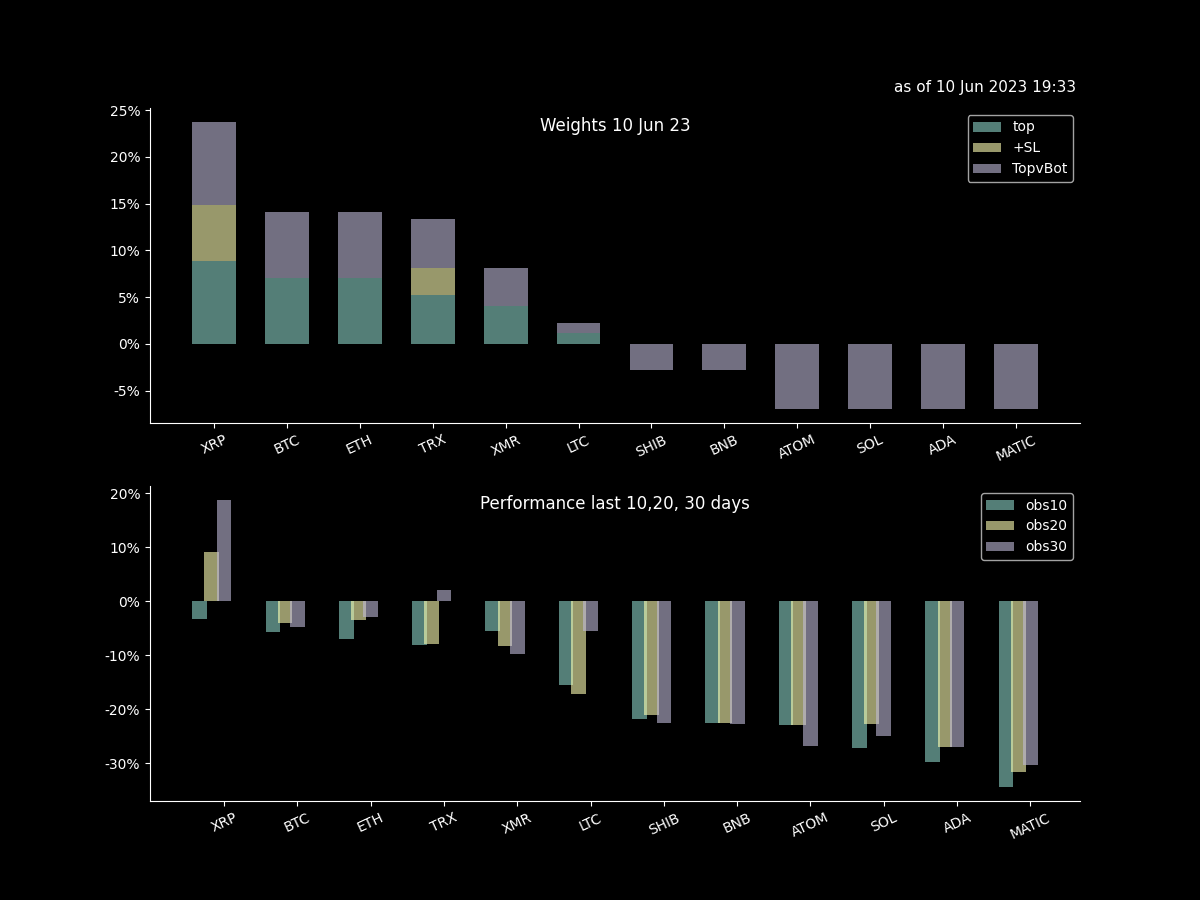 as of 10 Jun 2023 19:33
Weights 10 Jun 23
top
+SL
TopvBot
25%
20%
15%
10%
5%
0%
-5%
XRP BTC ETH TRX XMR LTC SHIB BNB ATOM SOL ADA MATIC
Performance last 10,20, 30 days
obs10
obs20
obs30
20%
10%
0%
-10%
-20%
-30%
XRP BTC ETH TRX XMR LTC SHIB BNB ATOM SOL ADA MATIC